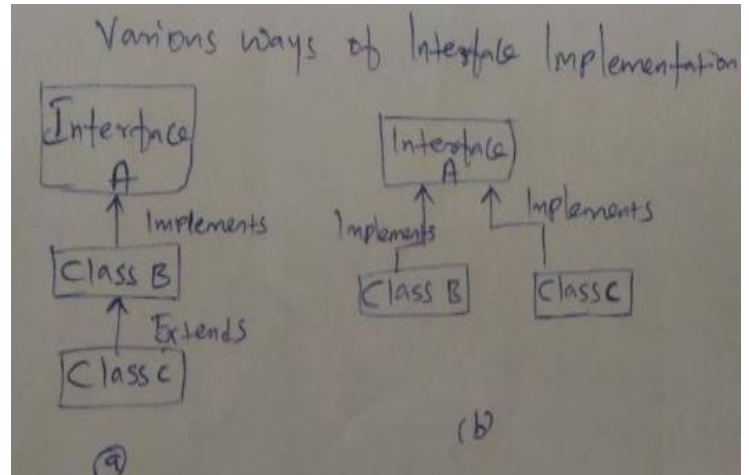 Various ways of Interface Implementation
Interface
A
Implements
Class B
Extends
Class C
(a)
Interface
A
Implements
Implements
Class B
Class C
(b)